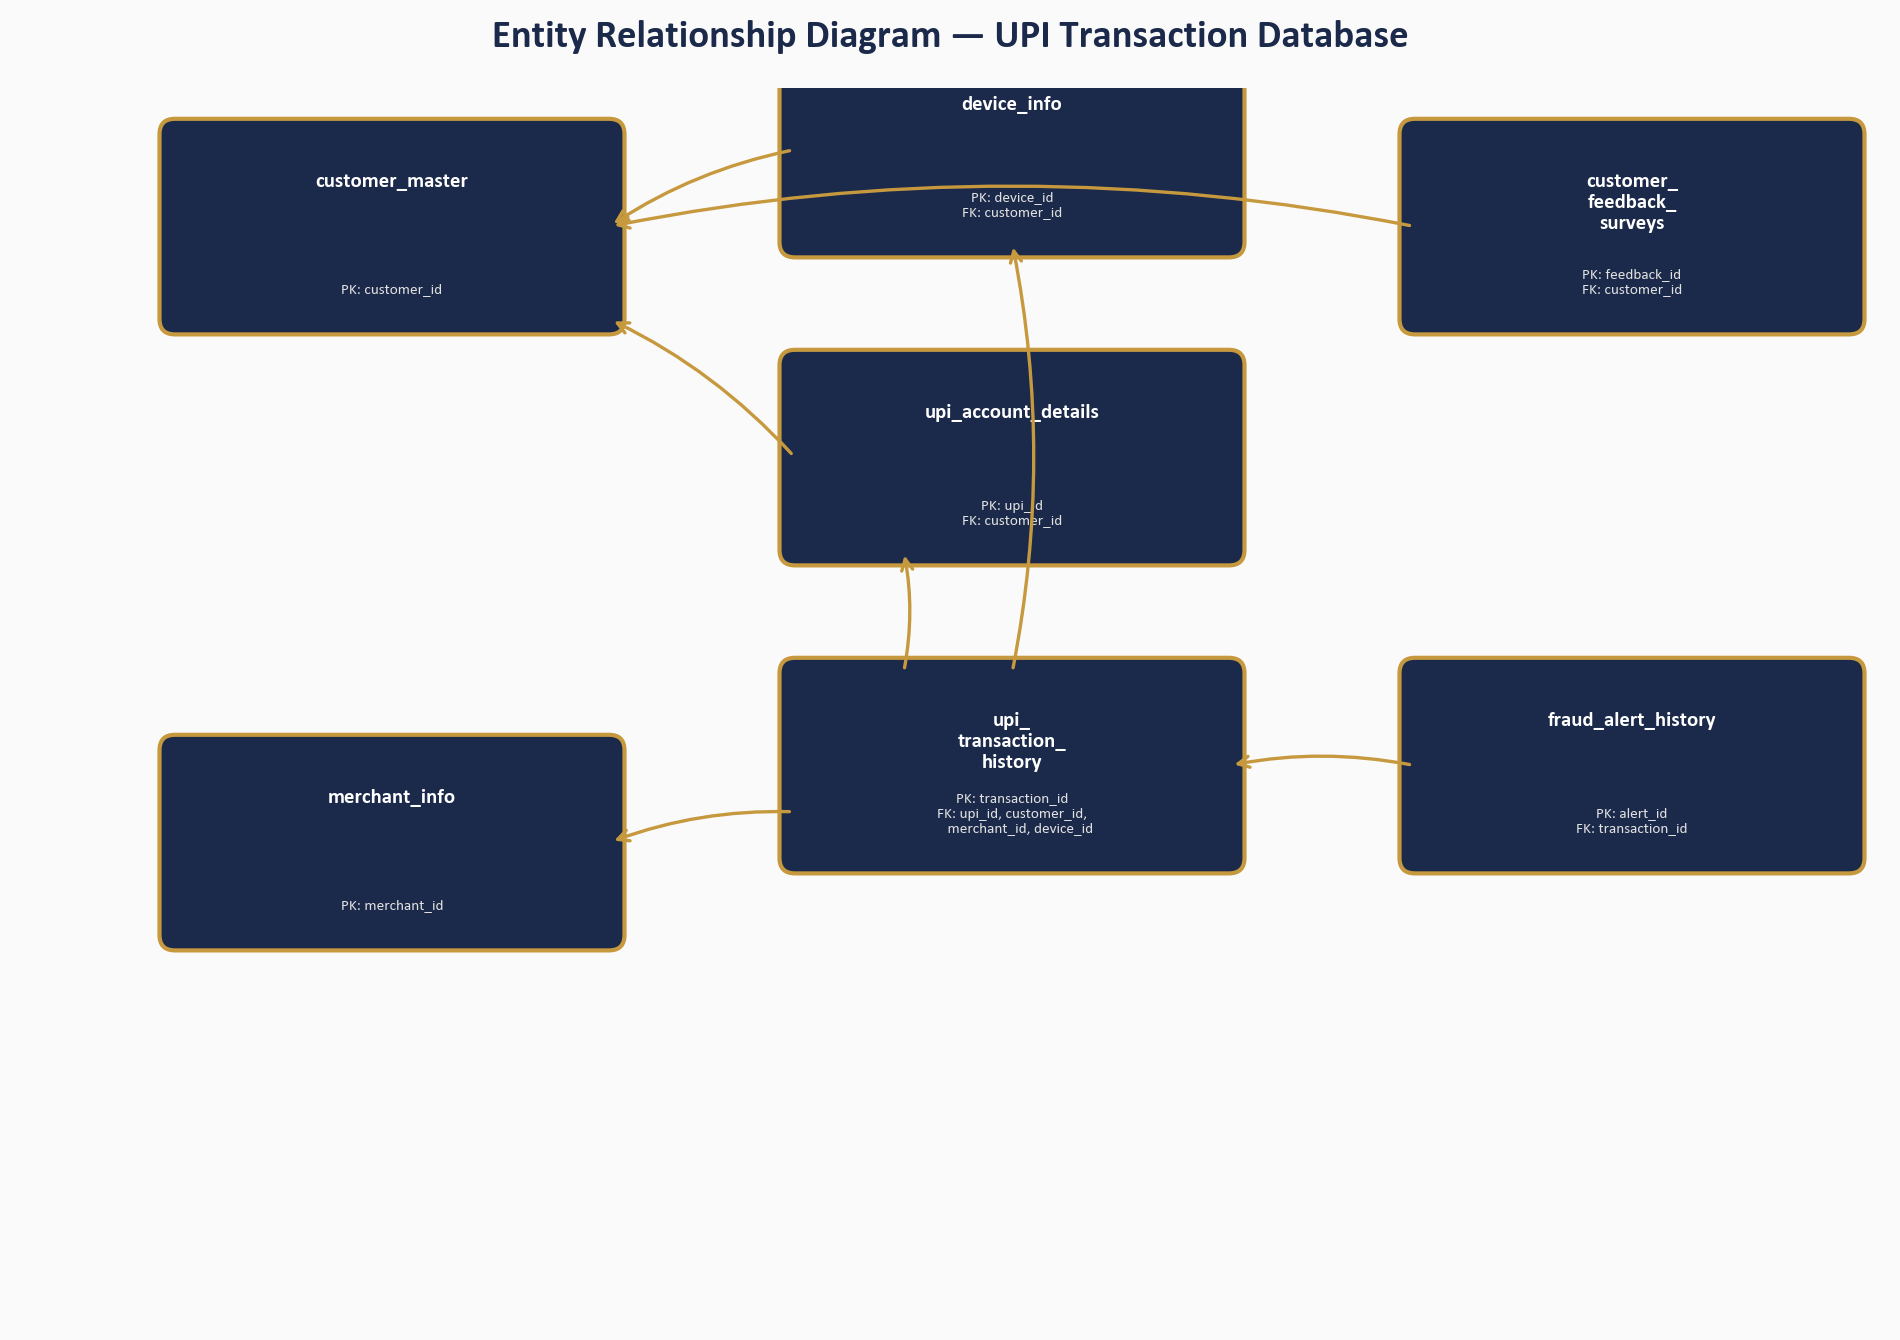 Entity Relationship Diagram — UPI Transaction Database
device_info
PK: device_id
FK: customer_id
customer_master
PK: customer_id
customer_
feedback_
surveys
PK: feedback_id
FK: customer_id
upi_account_details
PK: upi_id
FK: customer_id
upi_
transaction_
history
PK: transaction_id
FK: upi_id, customer_id,
merchant_id, device_id
fraud_alert_history
PK: alert_id
FK: transaction_id
merchant_info
PK: merchant_id